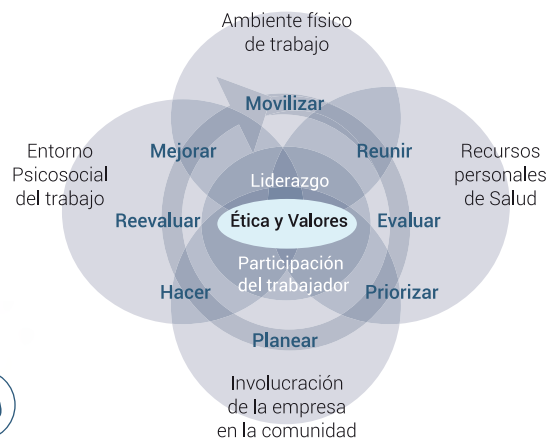 Ambiente físico
de trabajo
Movilizar
Entorno
Psicosocial
del trabajo
Mejorar
Reunir
Recursos
personales
de Salud
Liderazgo
Reevaluar
Ética y Valores
Evaluar
Participación
del trabajador
Hacer
Priorizar
Planear
Involucración
de la empresa
en la comunidad